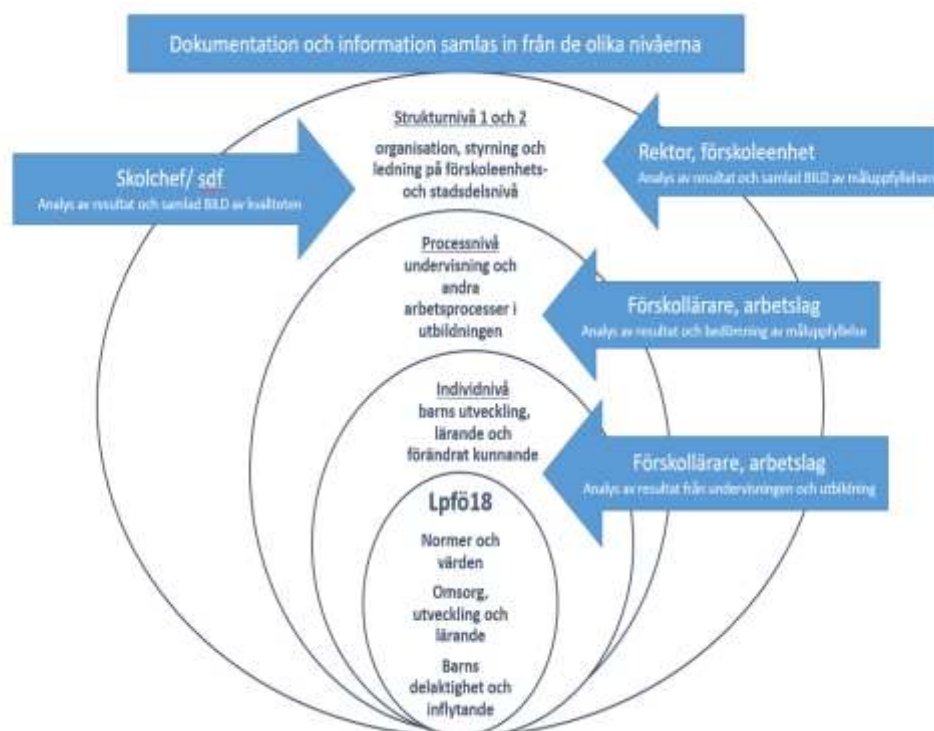 Dokumentation och information samlas in från de olika nivåerna
Strukturnivå 1 och 2
organisation, styrning och
ledning på förskoleenhets-
och stadsdelsnivå
Skolchef/ sdf
Analys av resultat och samlad BILD av kvaliteten
Rektor, förskoleenhet
Analys av resultat och samlad BILD av måluppfyllelsen
Processnivå
undervisning och
andra
arbetsprocesser i
utbildningen
Förskollärare, arbetslag
Analys av resultat och bedömning av måluppfyllelse
Individnivå
barns utveckling,
lärande och
förändrat kunnande
Förskollärare, arbetslag
Analys av resultat från undervisningen och utbildning
Lpfö18
Normer och
värden
Omsorg,
utveckling och
lärande
Barns
delaktighet och
inflytande